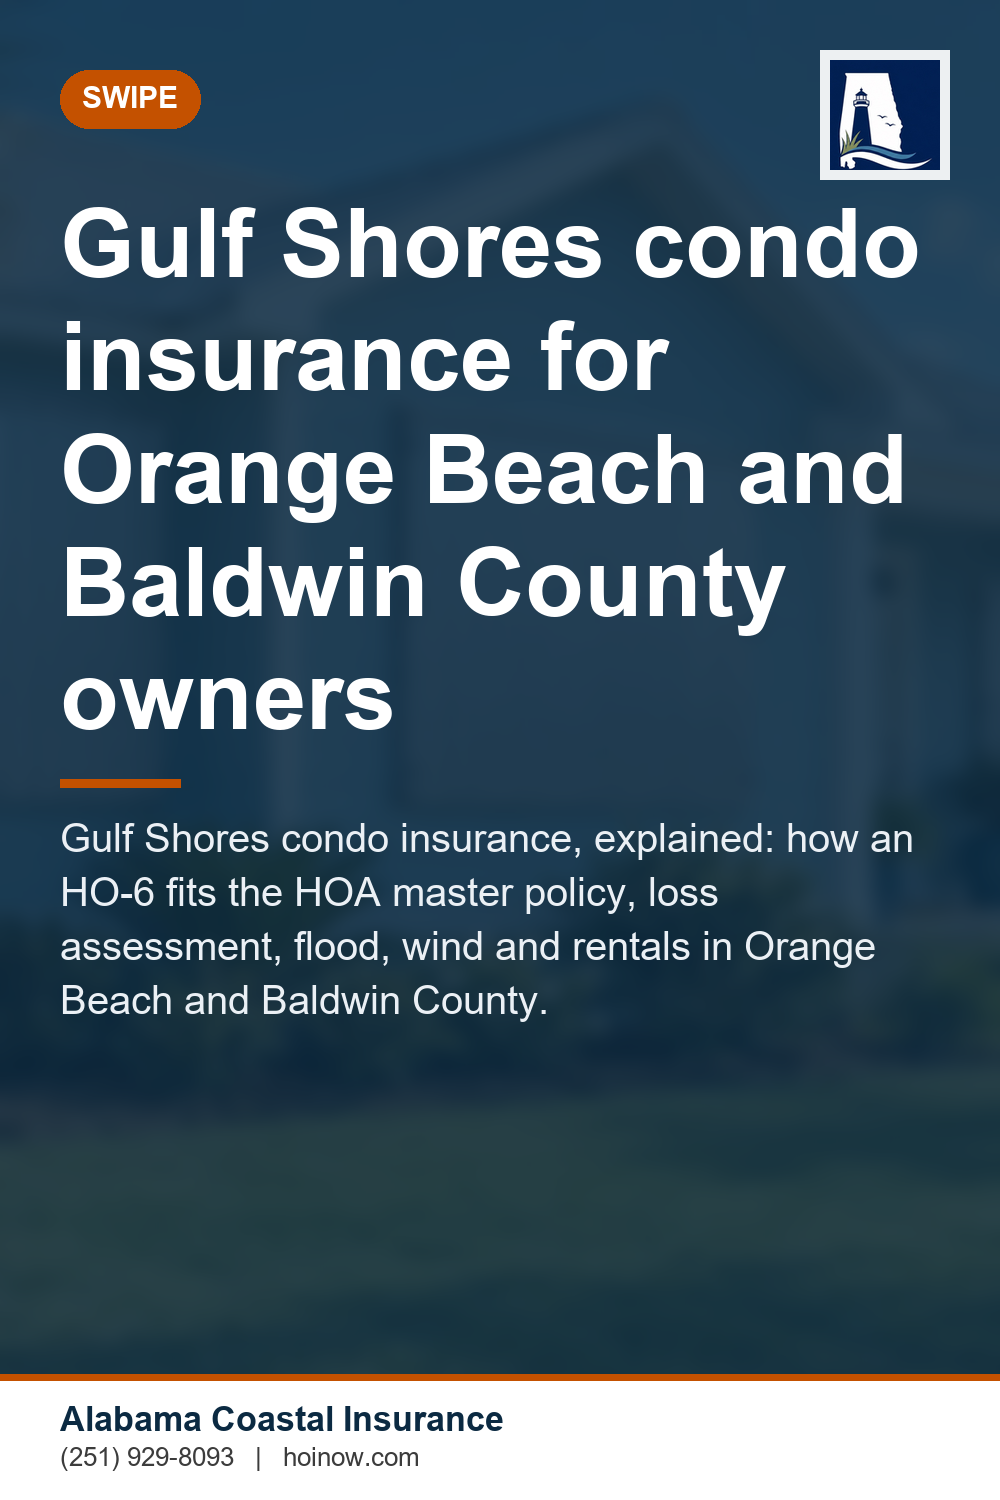 SWIPE
Gulf Shores condo
insurance for
Orange Beach and
Baldwin County
owners
Gulf Shores condo insurance, explained: how an
HO-6 fits the HOA master policy, loss
assessment, flood, wind and rentals in Orange
Beach and Baldwin County.
Alabama Coastal Insurance
(251) 929-8093 | hoinow.com